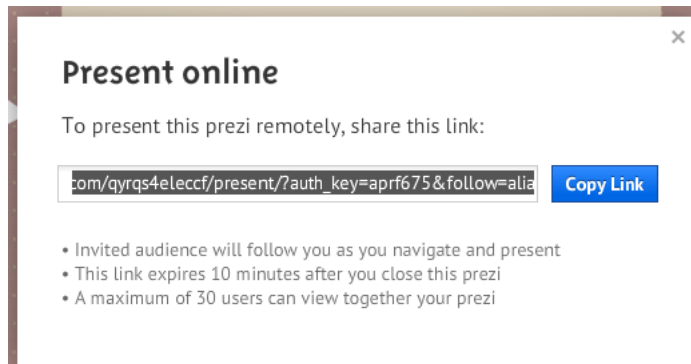 Present online
To present this prezi remotely, share this link:
com/qyrqs4eleccf/present/?auth_key=aprf675&follow=alia
Copy Link
• Invited audience will follow you as you navigate and present
• This link expires 10 minutes after you close this prezi
• A maximum of 30 users can view together your prezi